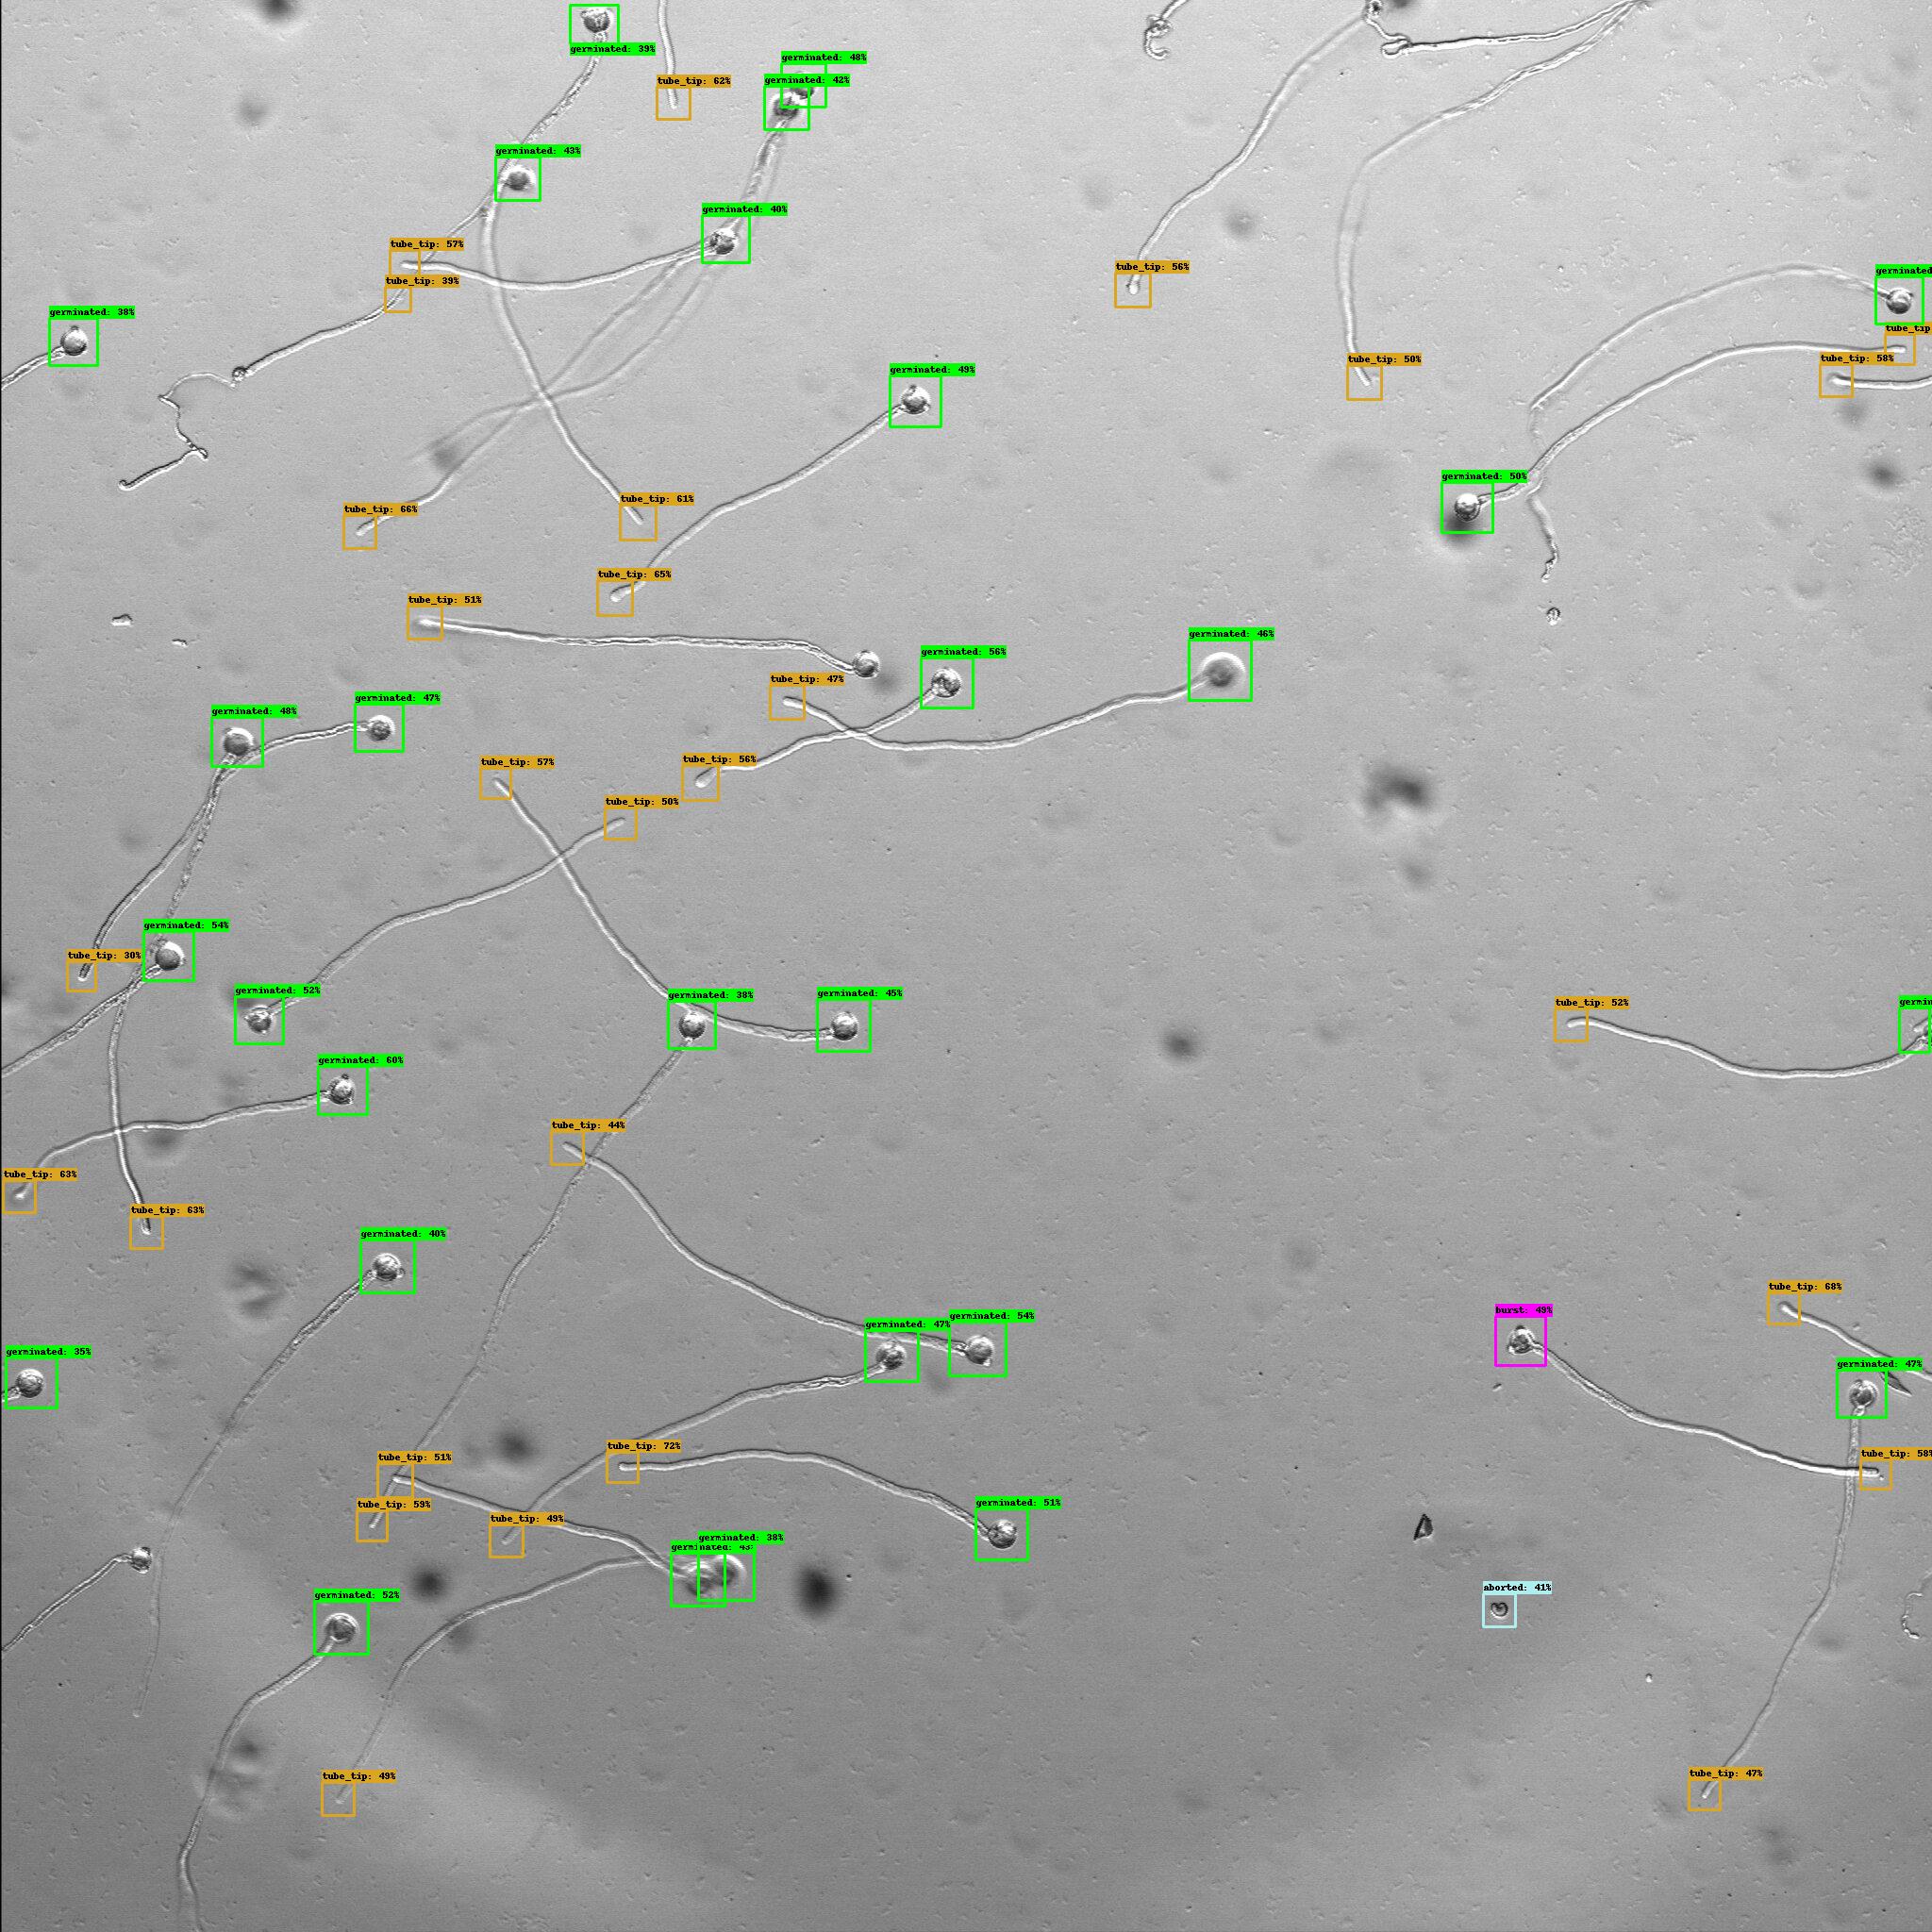 germinated: 39%
germinated: 48%
tube_tip: 62%
germinated: 42%
germinated: 43%
germinated: 40%
tube_tip: 57%
tube_tip: 56%
germinated
tube_tip: 39%
germinated: 38%
tube_tip
tube_tip: 50%
tube_tip: 58%
germinated: 49%
germinated: 50%
tube_tip: 61%
tube_tip: 66%
tube_tip: 65%
tube_tip: 51%
germinated: 46%
germinated: 56%
tube_tip: 47%
germinated: 47%
germinated: 48%
tube_tip: 57%
tube_tip: 56%
tube_tip: 50%
germinated: 54%
tube_tip: 30%
germinated: 52%
germinated: 38%
germinated: 45%
tube_tip: 52%
germin
germinated: 60%
tube_tip: 44%
tube_tip: 63%
tube_tip: 63%
germinated: 40%
tube_tip: 68%
burst: 49%
germinated: 54%
germinated: 47%
germinated: 35%
germinated: 47%
tube_tip: 72%
tube_tip: 51%
tube_tip: 58%
tube_tip: 59%
germinated: 51%
tube_tip: 49%
germinated: 38%
germinated: 43
aborted: 41%
germinated: 52%
tube_tip: 49%
tube_tip: 47%